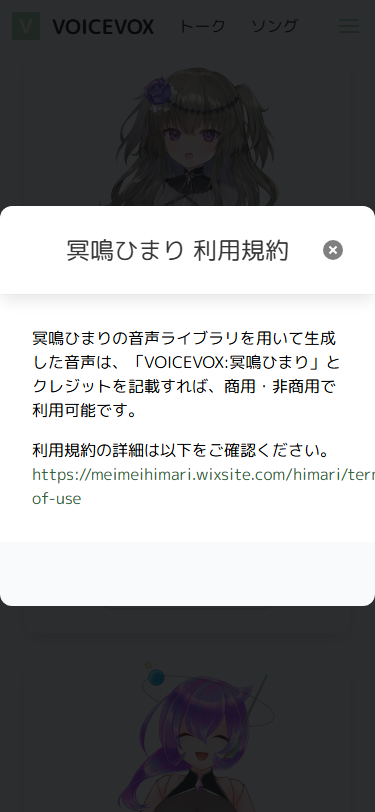 V VOICEVOX トーク ソング
冥鳴ひまり 利用規約
冥鳴ひまりの音声ライブラリを用いて生成
した音声は、「VOICEVOX:冥鳴ひまり」と
クレジットを記載すれば、商用・非商用で
利用可能です。
利用規約の詳細は以下をご確認ください。
https://meimeihimari.wixsite.com/himari/ter
of-use